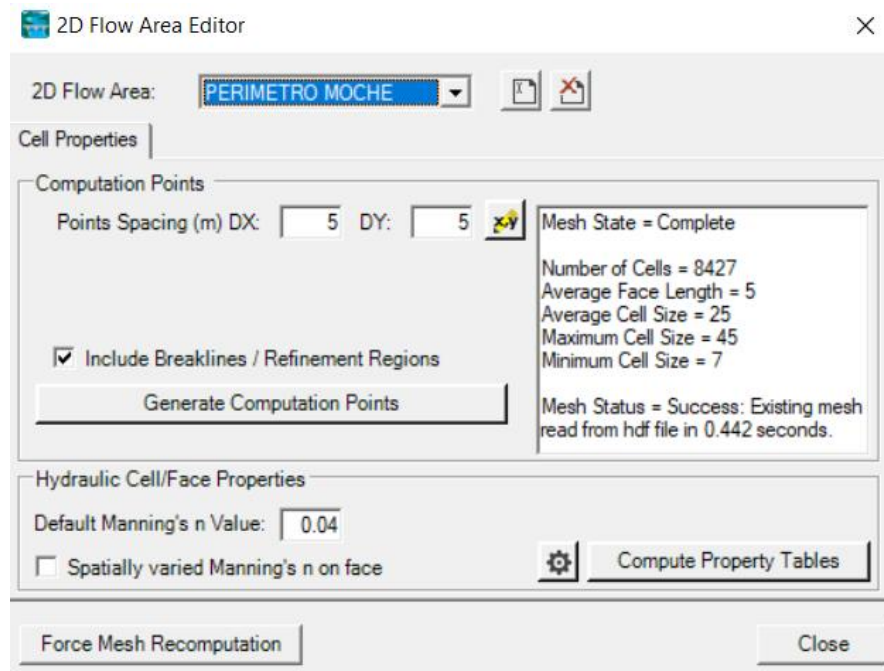 2D Flow Area Editor
2D Flow Area: PERIMETRO MOCHE
Cell Properties
Computation Points
Points Spacing (m) DX: 5 DY: 5 x,y
Mesh State = Complete
Number of Cells = 8427
Average Face Length = 5
Average Cell Size = 25
Maximum Cell Size = 45
Minimum Cell Size = 7
Include Breaklines / Refinement Regions
Generate Computation Points
Mesh Status = Success: Existing mesh
read from hdf file in 0.442 seconds.
Hydraulic Cell/Face Properties
Default Manning's n Value: 0.04
Spatially varied Manning's n on face
Compute Property Tables
Force Mesh Recomputation
Close